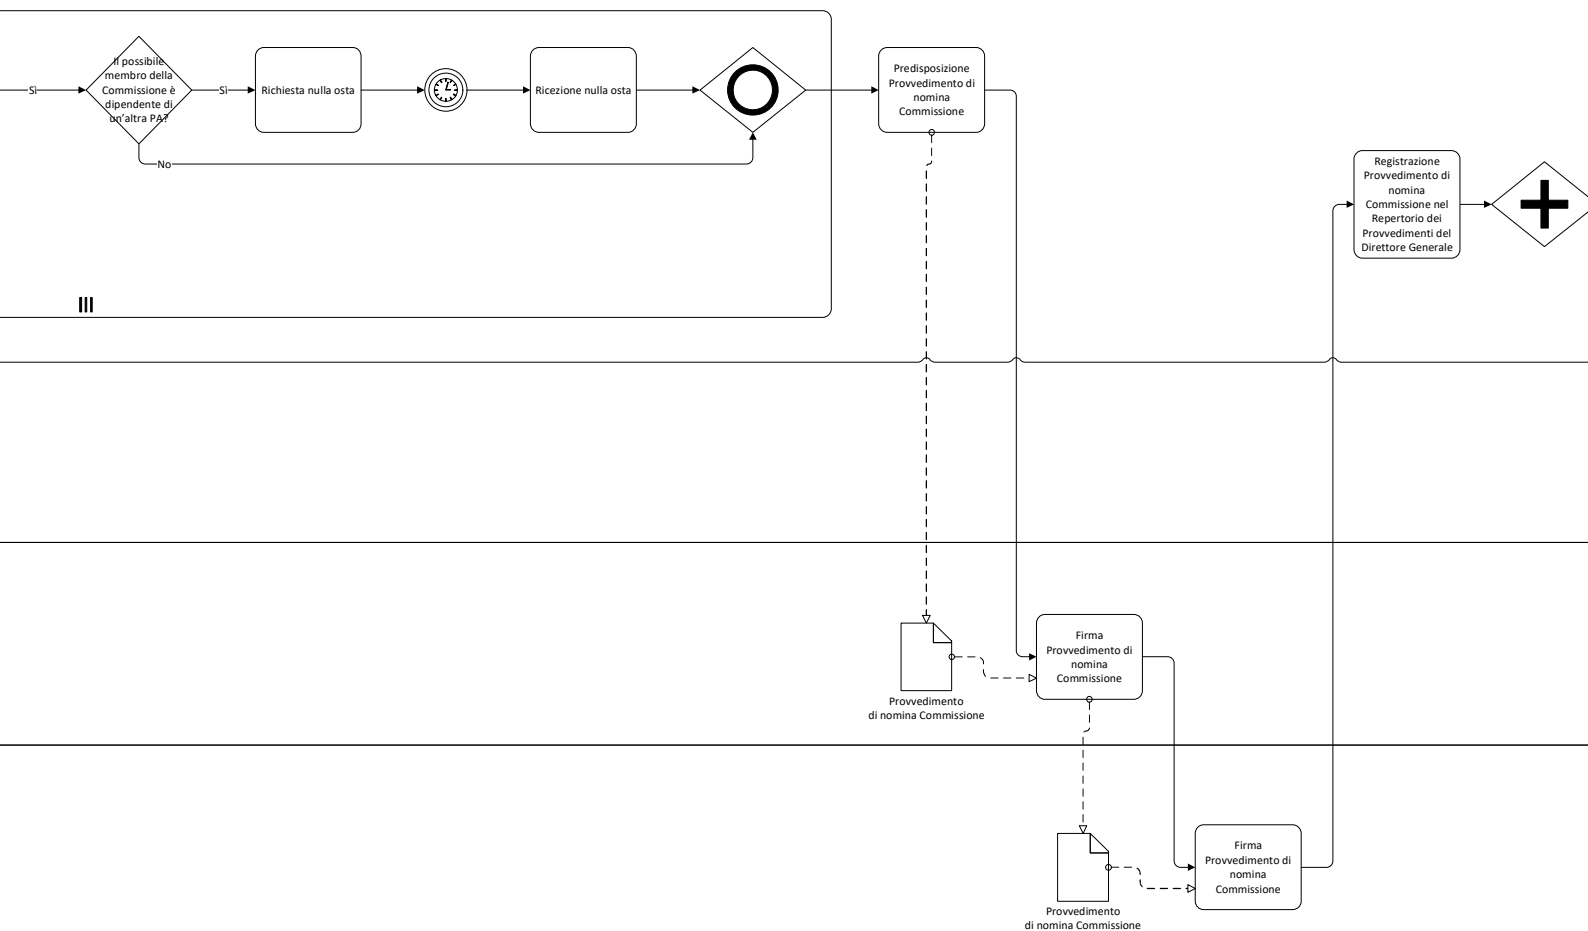 Sì
Il possibile
membro della
Commissione è
dipendente di
un'altra PA?
Sì
Richiesta nulla osta
Ricezione nulla osta
Predisposizione
Provvedimento di
nomina
Commissione
No
Registrazione
Provvedimento di
nomina
Commissione nel
Repertorio dei
Provvedimenti del
Direttore Generale
Firma
Provvedimento di
nomina
Commissione
Provvedimento
di nomina Commissione
Firma
Provvedimento di
nomina
Commissione
Provvedimento
di nomina Commissione